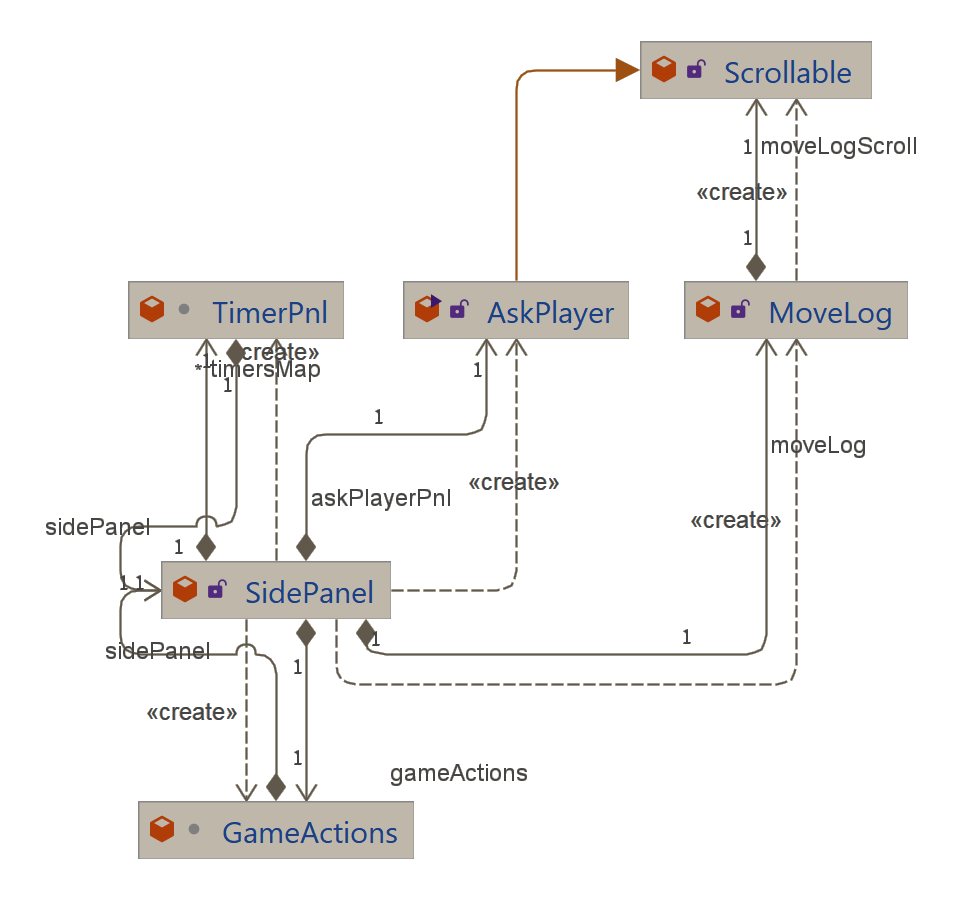 Scrollable
1
moveLogScroll
«create»
1
TimerPnl
AskPlayer
MoveLog
1
«create»
*
timersMap
1
1
1
moveLog
askPlayerPnl
«create»
«create»
sidePanel
1
1
1
SidePanel
1
1
sidePanel
1
«create»
1
gameActions
GameActions